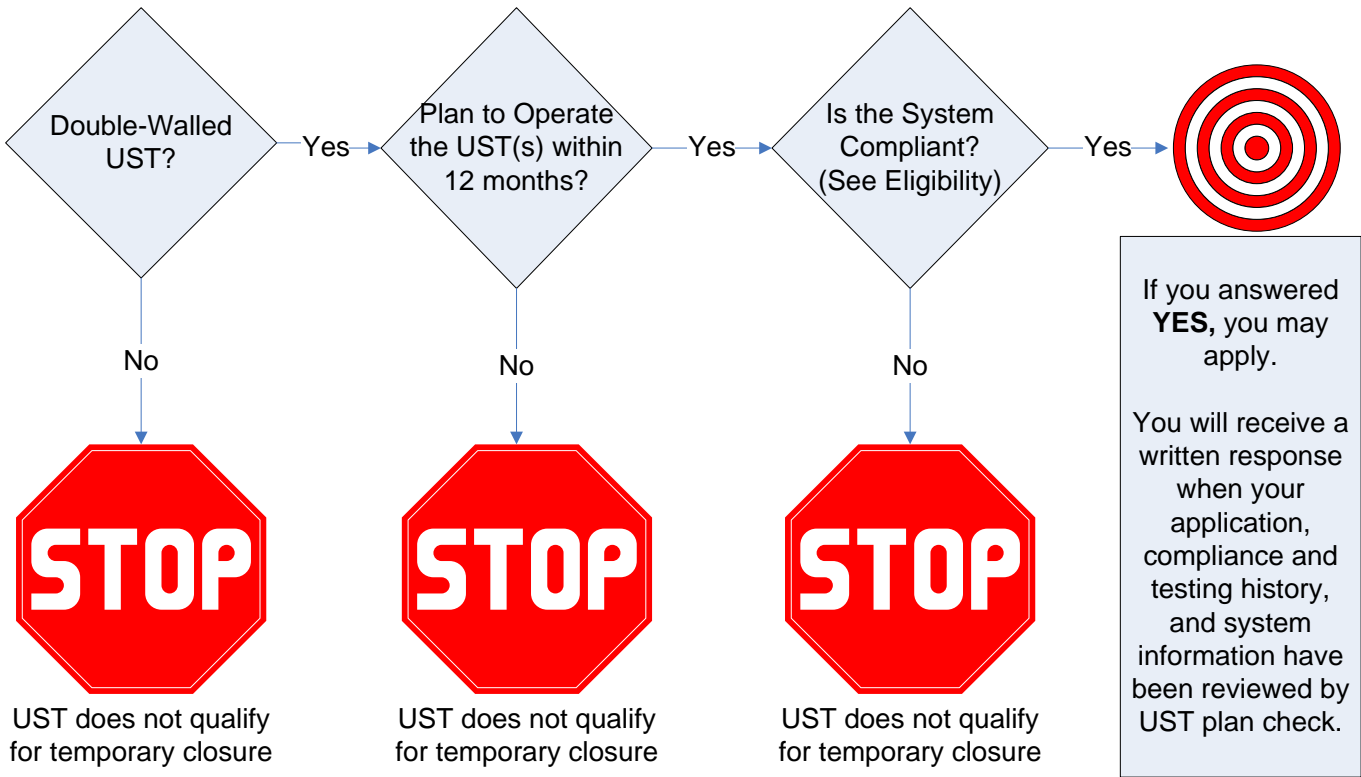 Double-Walled
UST?
Yes
Plan to Operate
the UST(s) within
12 months?
Yes
Is the System
Compliant?
(See Eligibility)
Yes
No
No
No
STOP
STOP
STOP
UST does not qualify
for temporary closure
UST does not qualify
for temporary closure
UST does not qualify
for temporary closure
If you answered
YES, you may
apply.
You will receive a
written response
when your
application,
compliance and
testing history,
and system
information have
been reviewed by
UST plan check.